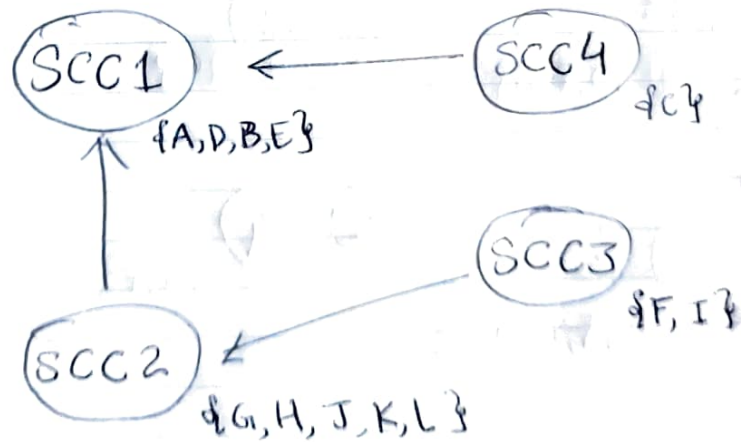 SCC1
SCC4
{C}
{A,D,B,E}
SCC3
{F, I}
SCC2
{G, H, J, K, L}